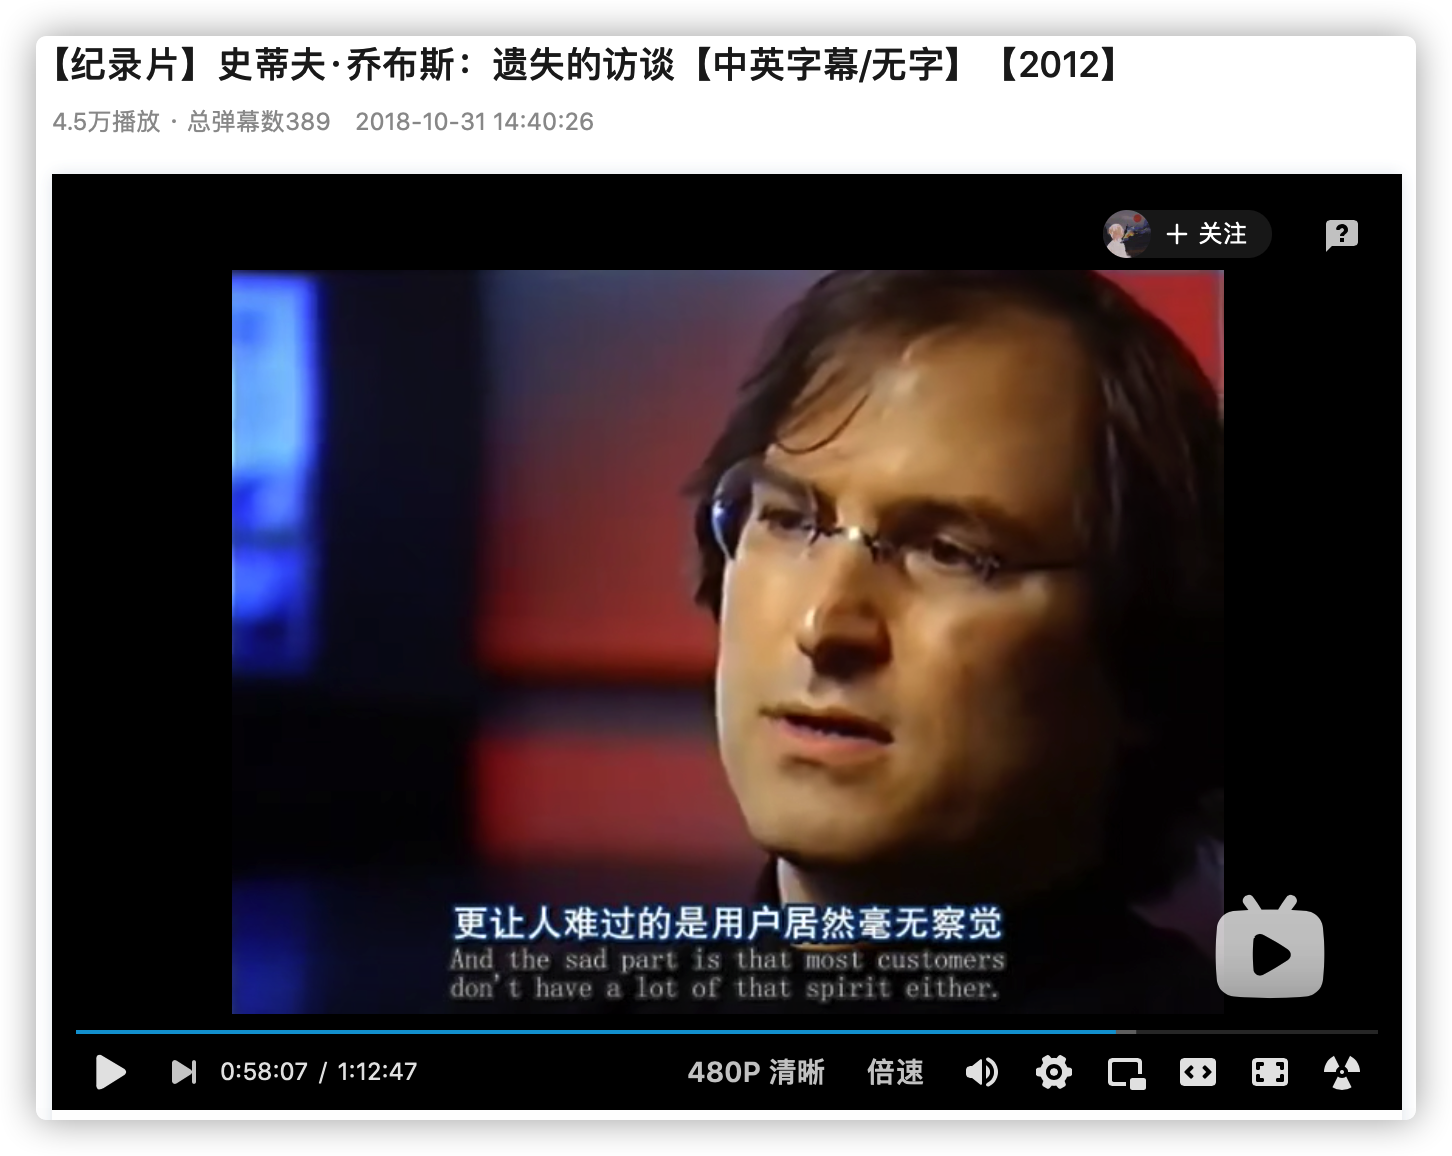 【纪录片】史蒂夫·乔布斯：遗失的访谈【中英字幕/无字】【2012】
4.5万播放 · 总弹幕数389 2018-10-31 14:40:26
+ 关注
?
更让人难过的是用户居然毫无察觉
And the sad part is that most customers
don't have a lot of that spirit either.
0:58:07 / 1:12:47 480P 清晰 倍速